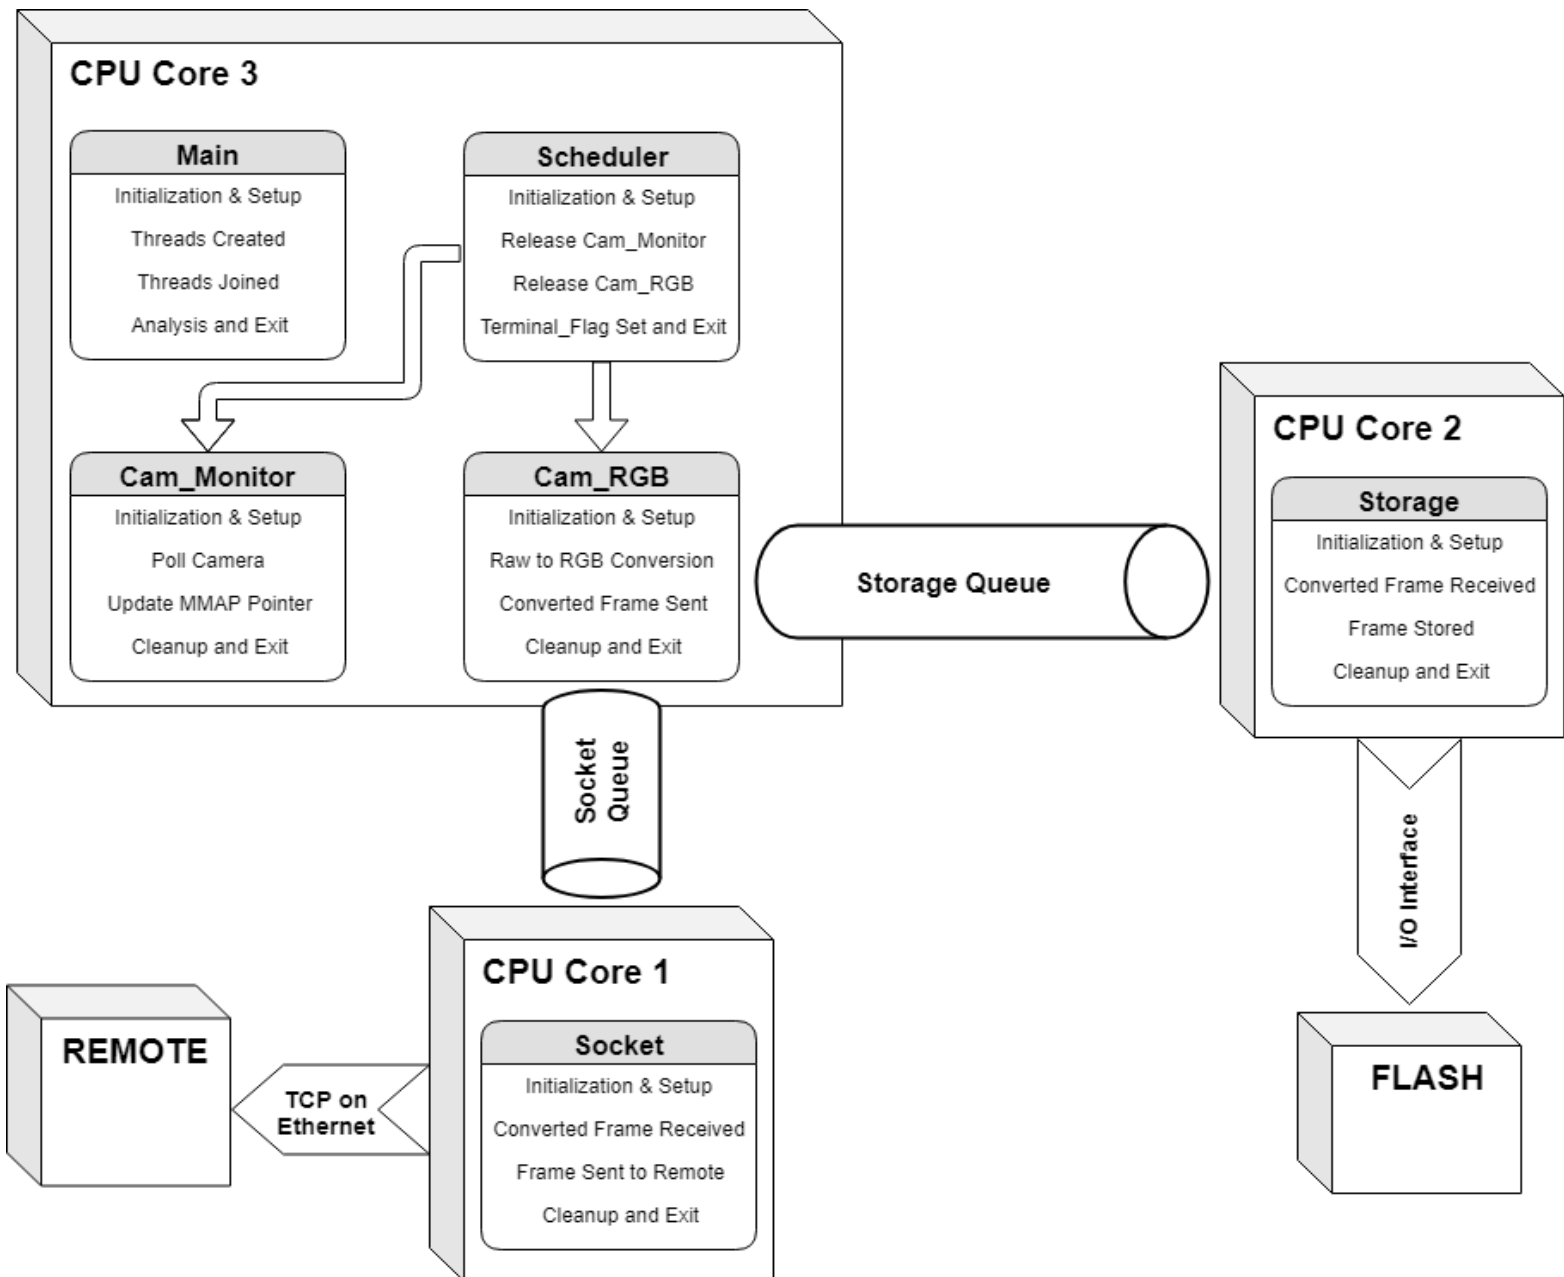 CPU Core 3
Main
Initialization & Setup
Threads Created
Threads Joined
Analysis and Exit
Scheduler
Initialization & Setup
Release Cam_Monitor
Release Cam_RGB
Terminal_Flag Set and Exit
Cam_Monitor
Initialization & Setup
Poll Camera
Update MMAP Pointer
Cleanup and Exit
Cam_RGB
Initialization & Setup
Raw to RGB Conversion
Converted Frame Sent
Cleanup and Exit
Storage Queue
CPU Core 2
Storage
Initialization & Setup
Converted Frame Received
Frame Stored
Cleanup and Exit
Socket
Queue
I/O Interface
CPU Core 1
Socket
Initialization & Setup
Converted Frame Received
Frame Sent to Remote
Cleanup and Exit
TCP on
Ethernet
REMOTE
FLASH